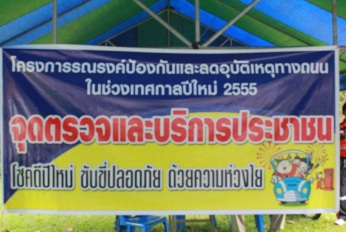 โครงการรณรงค์ป้องกันและลดอุบัติเหตุทางถนน
ในช่วงเทศกาลปีใหม่ 2555
จุดตรวจและบริการประชาชน
โชคดีปีใหม่ ขับขี่ปลอดภัย ด้วยความห่วงใย